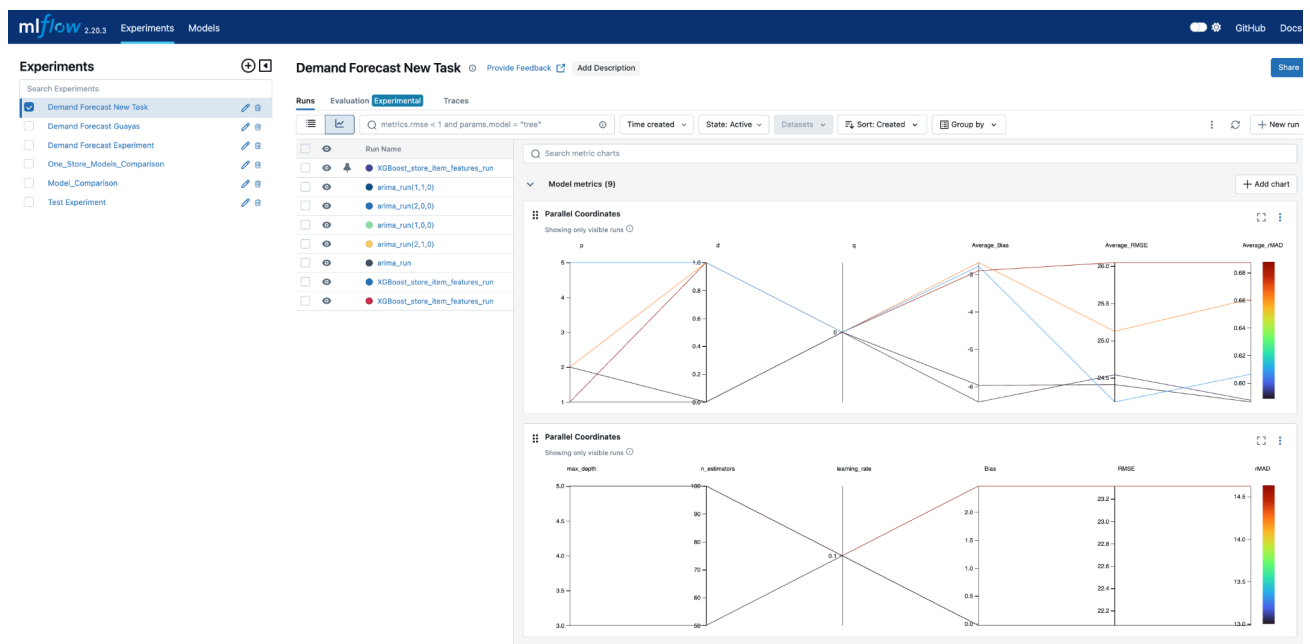 mlflow 2.20.3 Experiments Models GitHub Docs
Experiments
Search Experiments
Demand Forecast New Task
Demand Forecast Guayas
Demand Forecast Experiment
One_Store_Models_Comparison
Model_Comparison
Test Experiment
Demand Forecast New Task Provide Feedback Add Description Share
Runs Evaluation Experimental Traces
metrics.rmse < 1 and params.model = "tree" Time created State: Active Datasets Sort: Created Group by + New run
Run Name
XGBoost_store_item_features_run
arima_run(1,1,0)
arima_run(2,0,0)
arima_run(1,0,0)
arima_run(2,1,0)
arima_run
XGBoost_store_item_features_run
XGBoost_store_item_features_run
Search metric charts
Model metrics (9) + Add chart
Parallel Coordinates
Showing only visible runs
p d q Average_Bias Average_RMSE Average_rMAD
5 4 3 2 1
1.0 0.8 0.6 0.4 0.2 0.0
0
-3 -4 -5 -6
26.0 25.5 25.0 24.5
0.68 0.66 0.64 0.62 0.60
Parallel Coordinates
Showing only visible runs
max_depth n_estimators learning_rate Bias RMSE rMAD
5.0 4.5 4.0 3.5 3.0
100 90 80 70 60 50
0.1
2.0 1.5 1.0 0.5 0.0
23.2 23.0 22.8 22.6 22.4 22.2
14.5 14.0 13.5 13.0